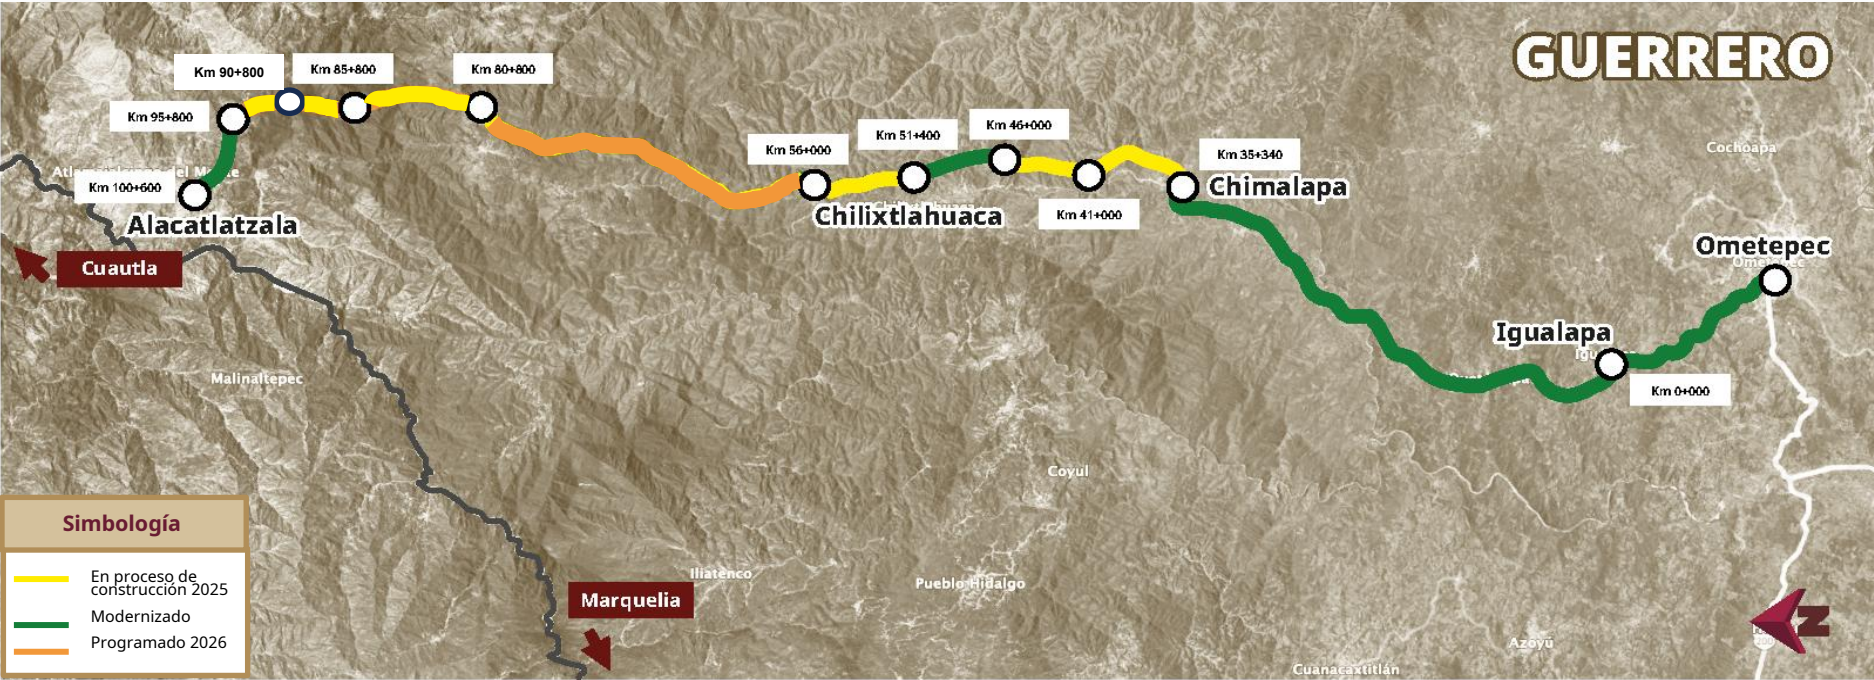 GUERRERO
Km 90+800
Km 85+800
Km 80+800
Km 95+800
Km 56+000
Km 51+400
Km 46+000
Km 35+340
Cochoapa
Km 100+600
Chimalapa
Alacatlatzala
Chilixtlahuaca
Km 41+000
Cuautla
Ometepec
Ometepec
Igualapa
Malinaltepec
Km 0+000
Coyul
Simbología
En proceso de
construcción 2025
Modernizado
Programado 2026
Iliatenco
Pueblo Hidalgo
Marquelia
Azoyú
Cuanacaxtitlán
N